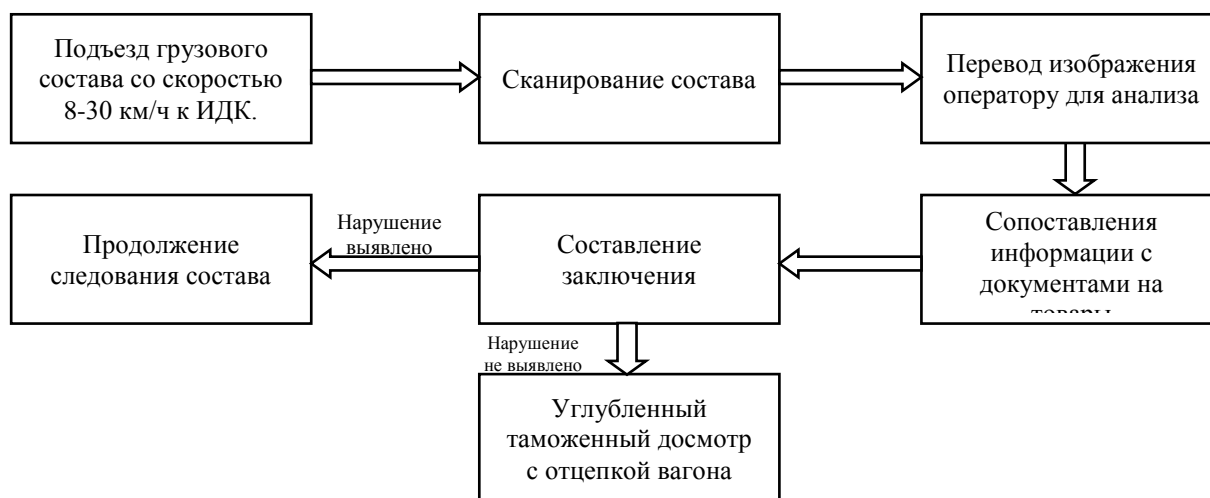 Подъезд грузового
состава со скоростью
8-30 км/ч к ИДК.
Сканирование состава
Перевод изображения
оператору для анализа
Сопоставления
информации с
документами на
товары
Составление
заключения
Нарушение
выявлено
Продолжение
следования состава
Нарушение
не выявлено
Углубленный
таможенный досмотр
с отцепкой вагона